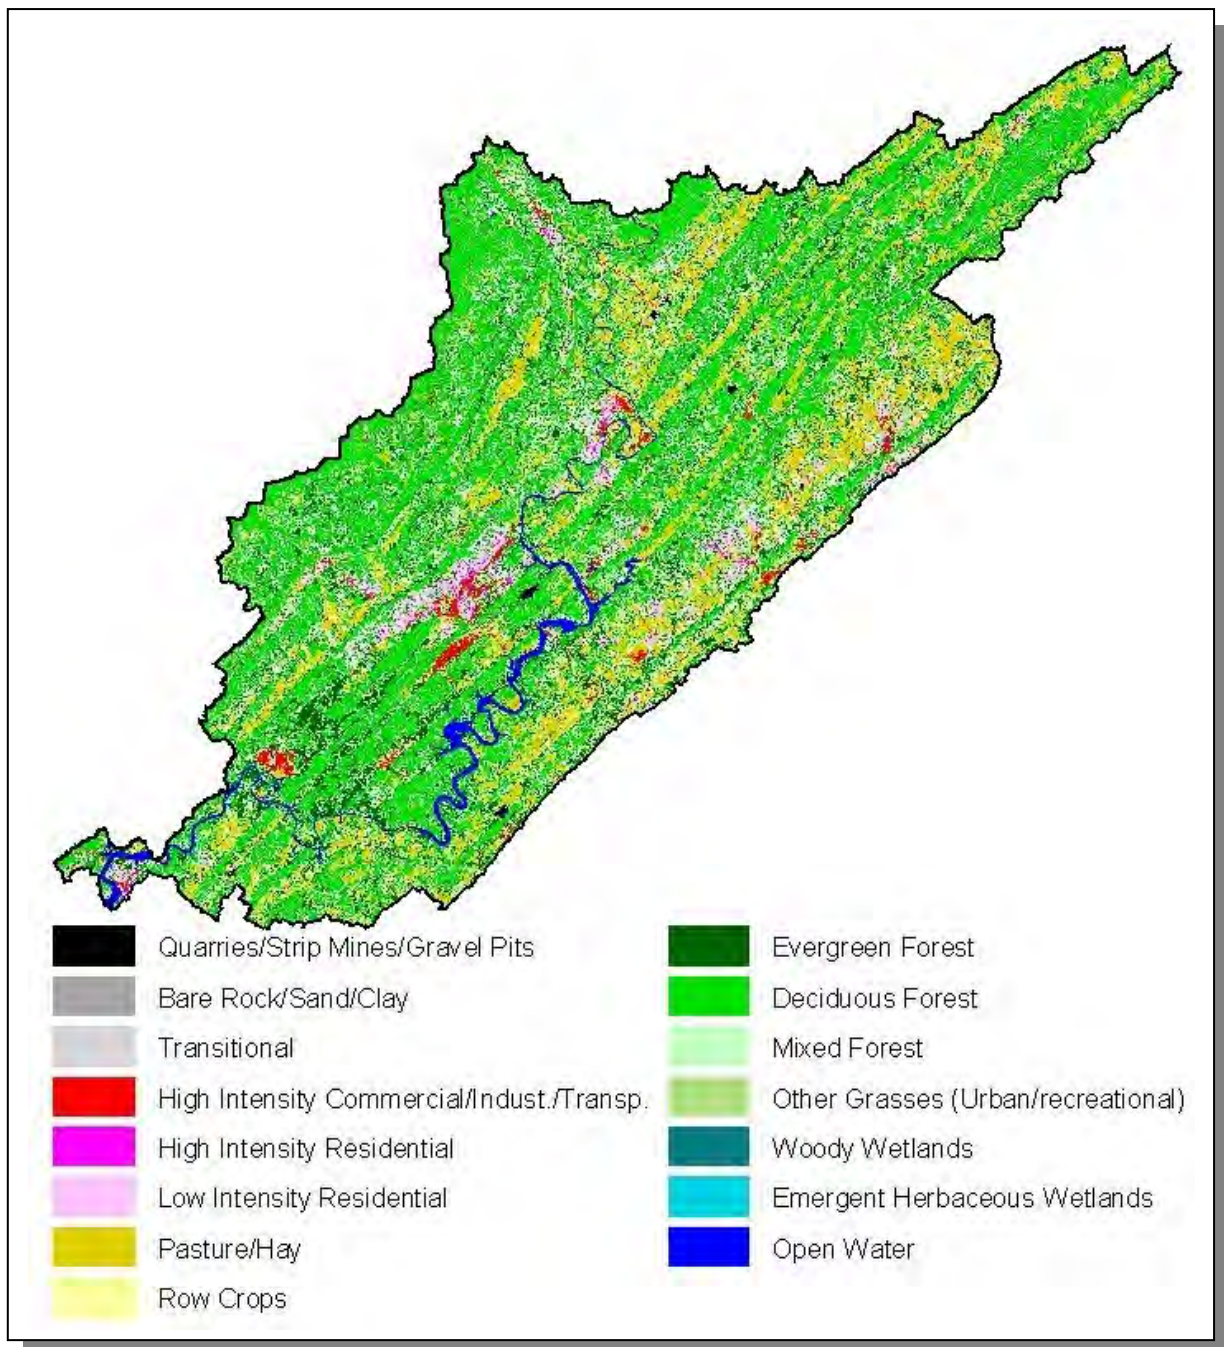 Quarries/Strip Mines/Gravel Pits
Bare Rock/Sand/Clay
Transitional
High Intensity Commercial/Indust./Transp.
High Intensity Residential
Low Intensity Residential
Pasture/Hay
Row Crops
Evergreen Forest
Deciduous Forest
Mixed Forest
Other Grasses (Urban/recreational)
Woody Wetlands
Emergent Herbaceous Wetlands
Open Water